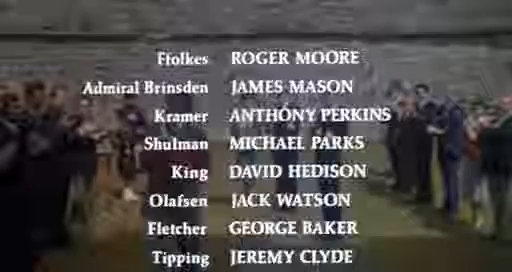 Ffolkes ROGER MOORE
Admiral Brinsden JAMES MASON
Kramer ANTHONY PERKINS
Shulman MICHAEL PARKS
King DAVID HEDISON
Olafsen JACK WATSON
Fletcher GEORGE BAKER
Tipping JEREMY CLYDE